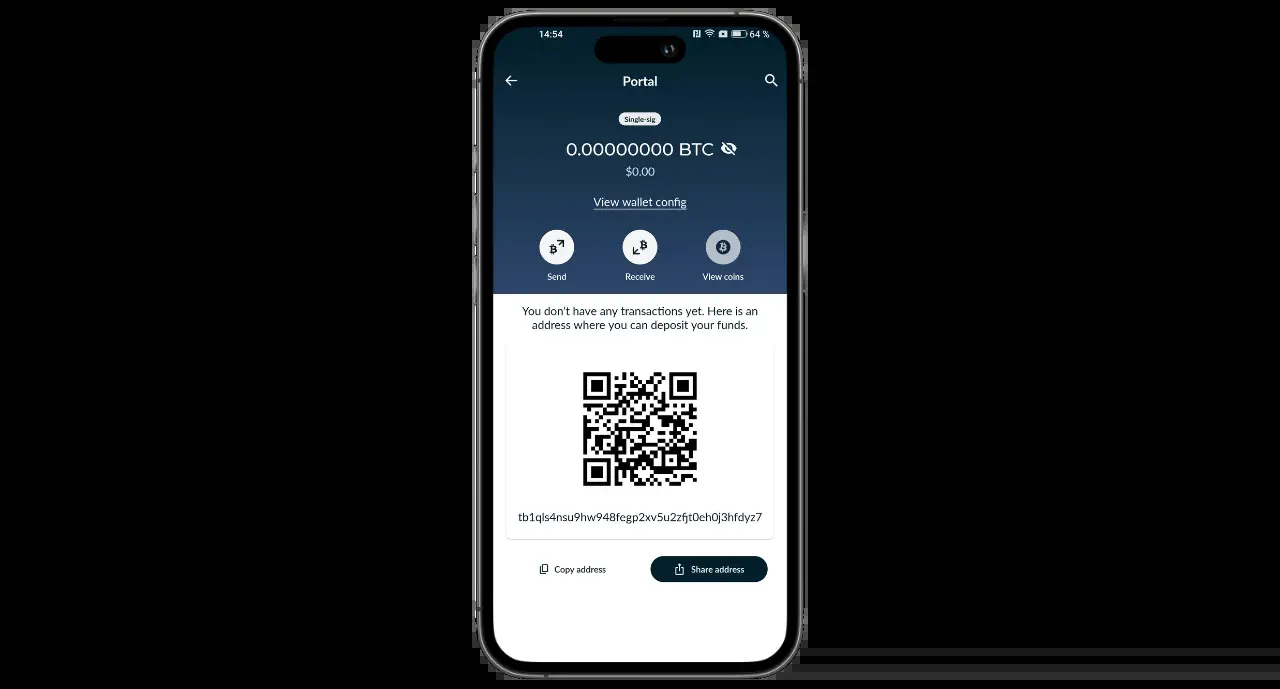 14:54
64 %
Portal
Single-sig
0.00000000 BTC
$0.00
View wallet config
Send
Receive
View coins
You don't have any transactions yet. Here is an
address where you can deposit your funds.
tb1qls4nsu9hw948fegp2xv5u2zfjt0eh0j3hfdyz7
Copy address
Share address